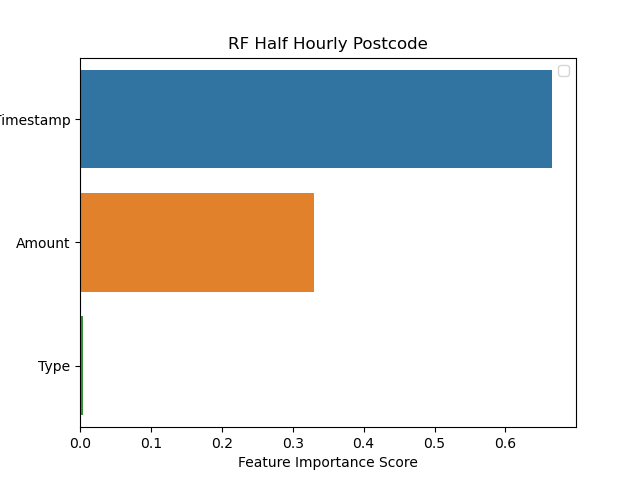 RF Half Hourly Postcode
Timestamp
Amount
Type
0.0 0.1 0.2 0.3 0.4 0.5 0.6
Feature Importance Score